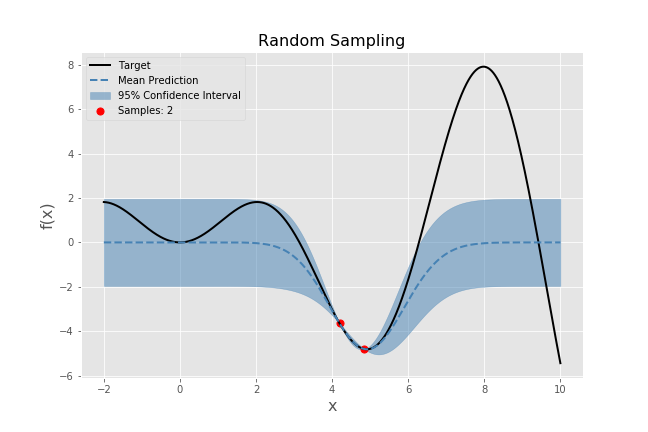 Random Sampling
Target
Mean Prediction
95% Confidence Interval
Samples: 2
f(x)
8
6
4
2
0
−2
−4
−6
−2
0
2
4
6
8
10
x